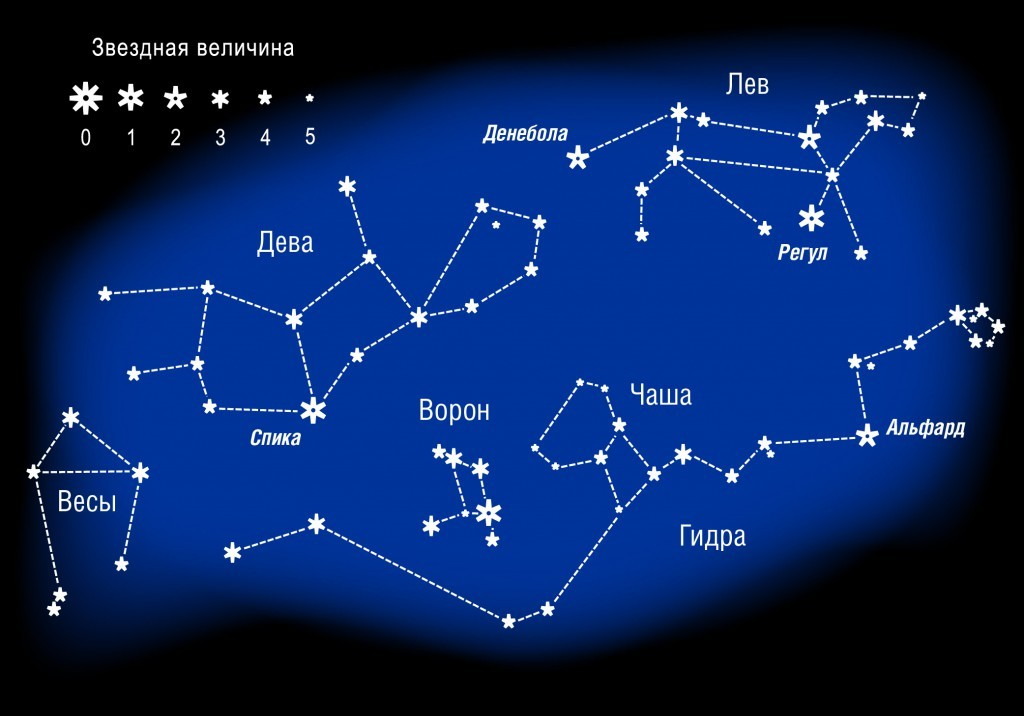 Звездная величина
0 1 2 3 4 5
Лев
Денебола
Регул
Дева
Спика
Ворон
Чаша
Альфард
Весы
Гидра